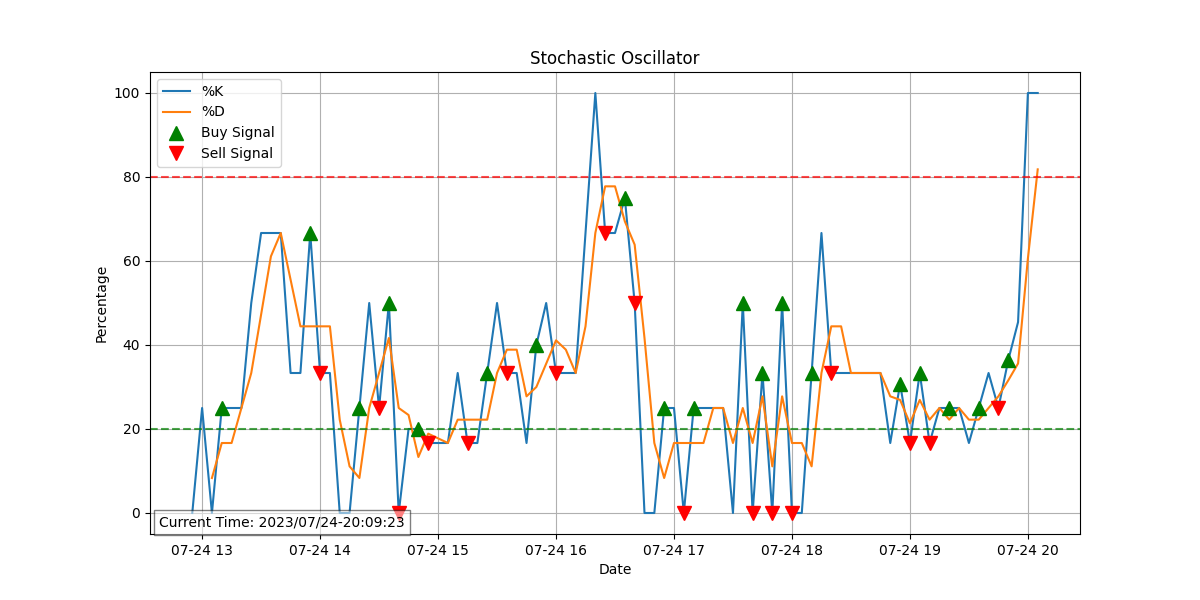 Stochastic Oscillator
%K
%D
Buy Signal
Sell Signal
100
80
60
40
20
0
Percentage
Current Time: 2023/07/24-20:09:23
07-24 13
07-24 14
07-24 15
07-24 16
07-24 17
07-24 18
07-24 19
07-24 20
Date